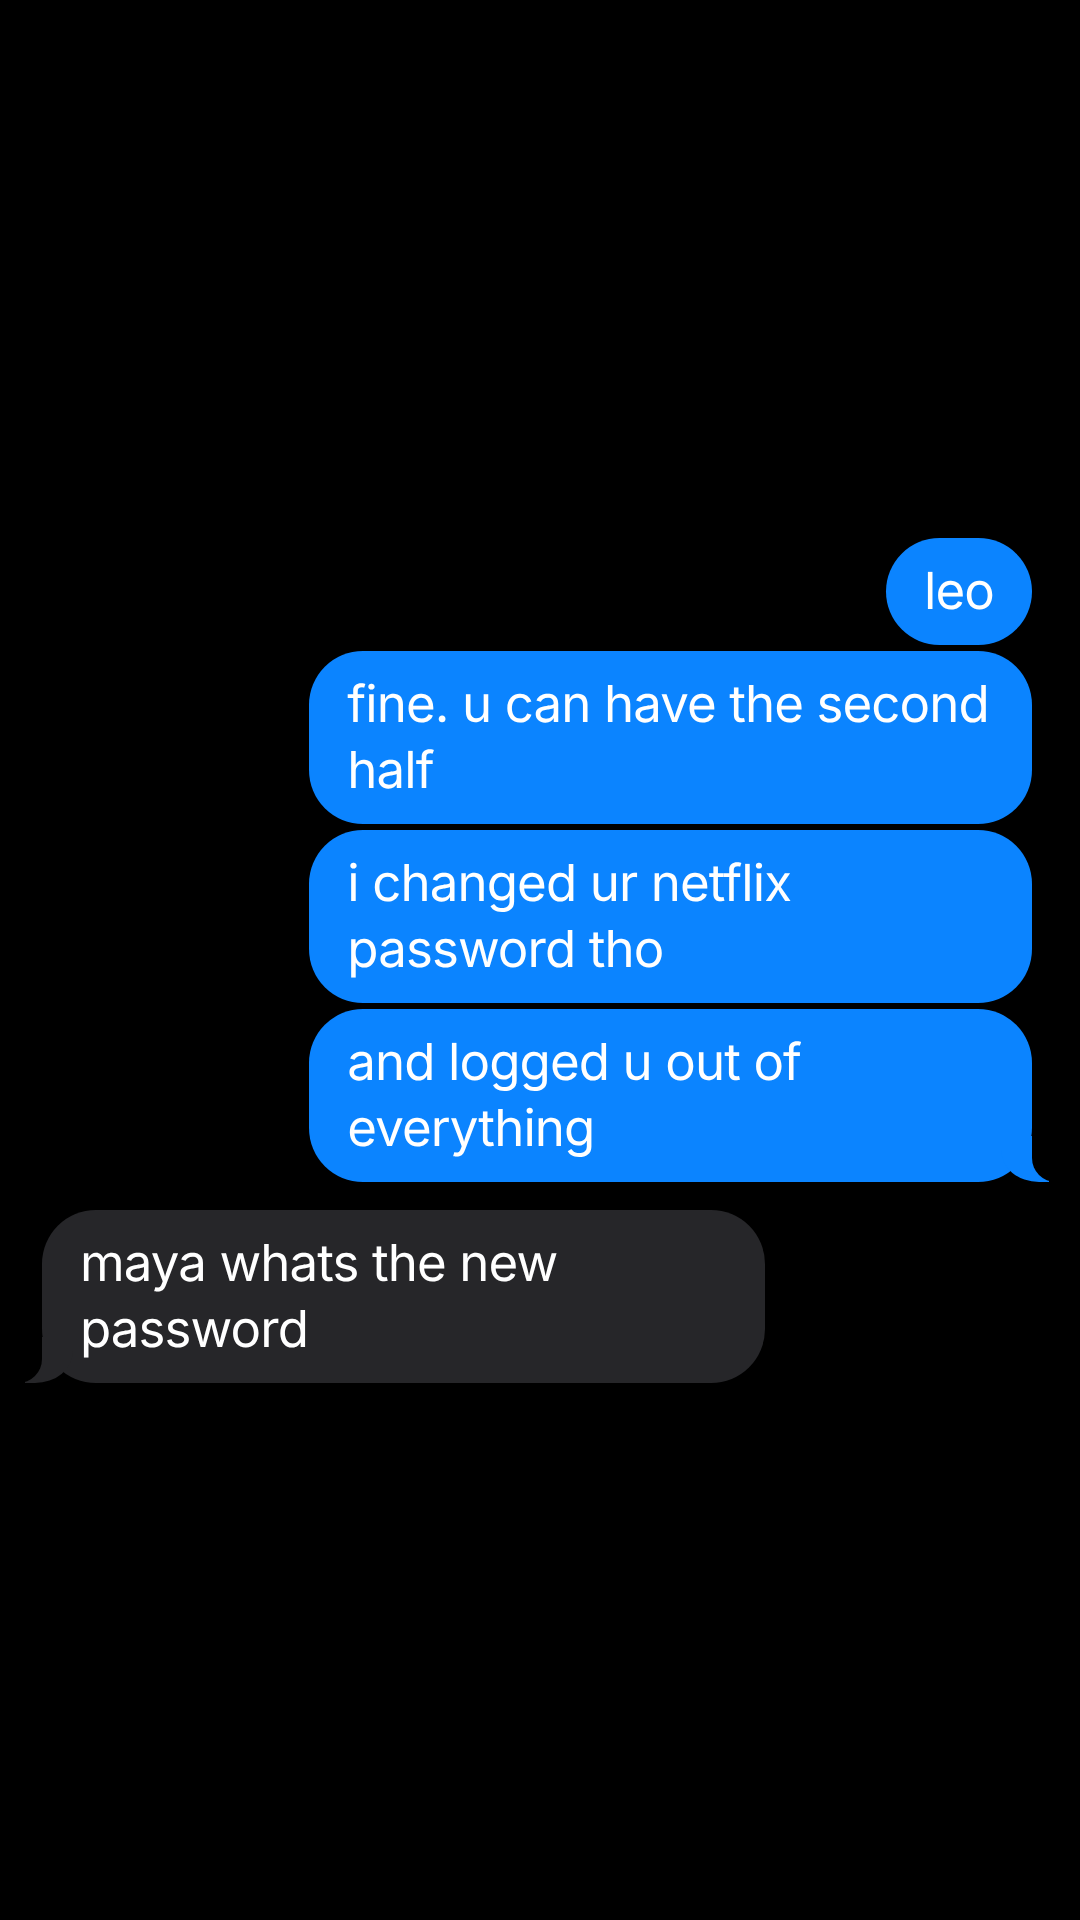 leo
fine. u can have the second
half
i changed ur netflix
password tho
and logged u out of
everything
maya whats the new
password